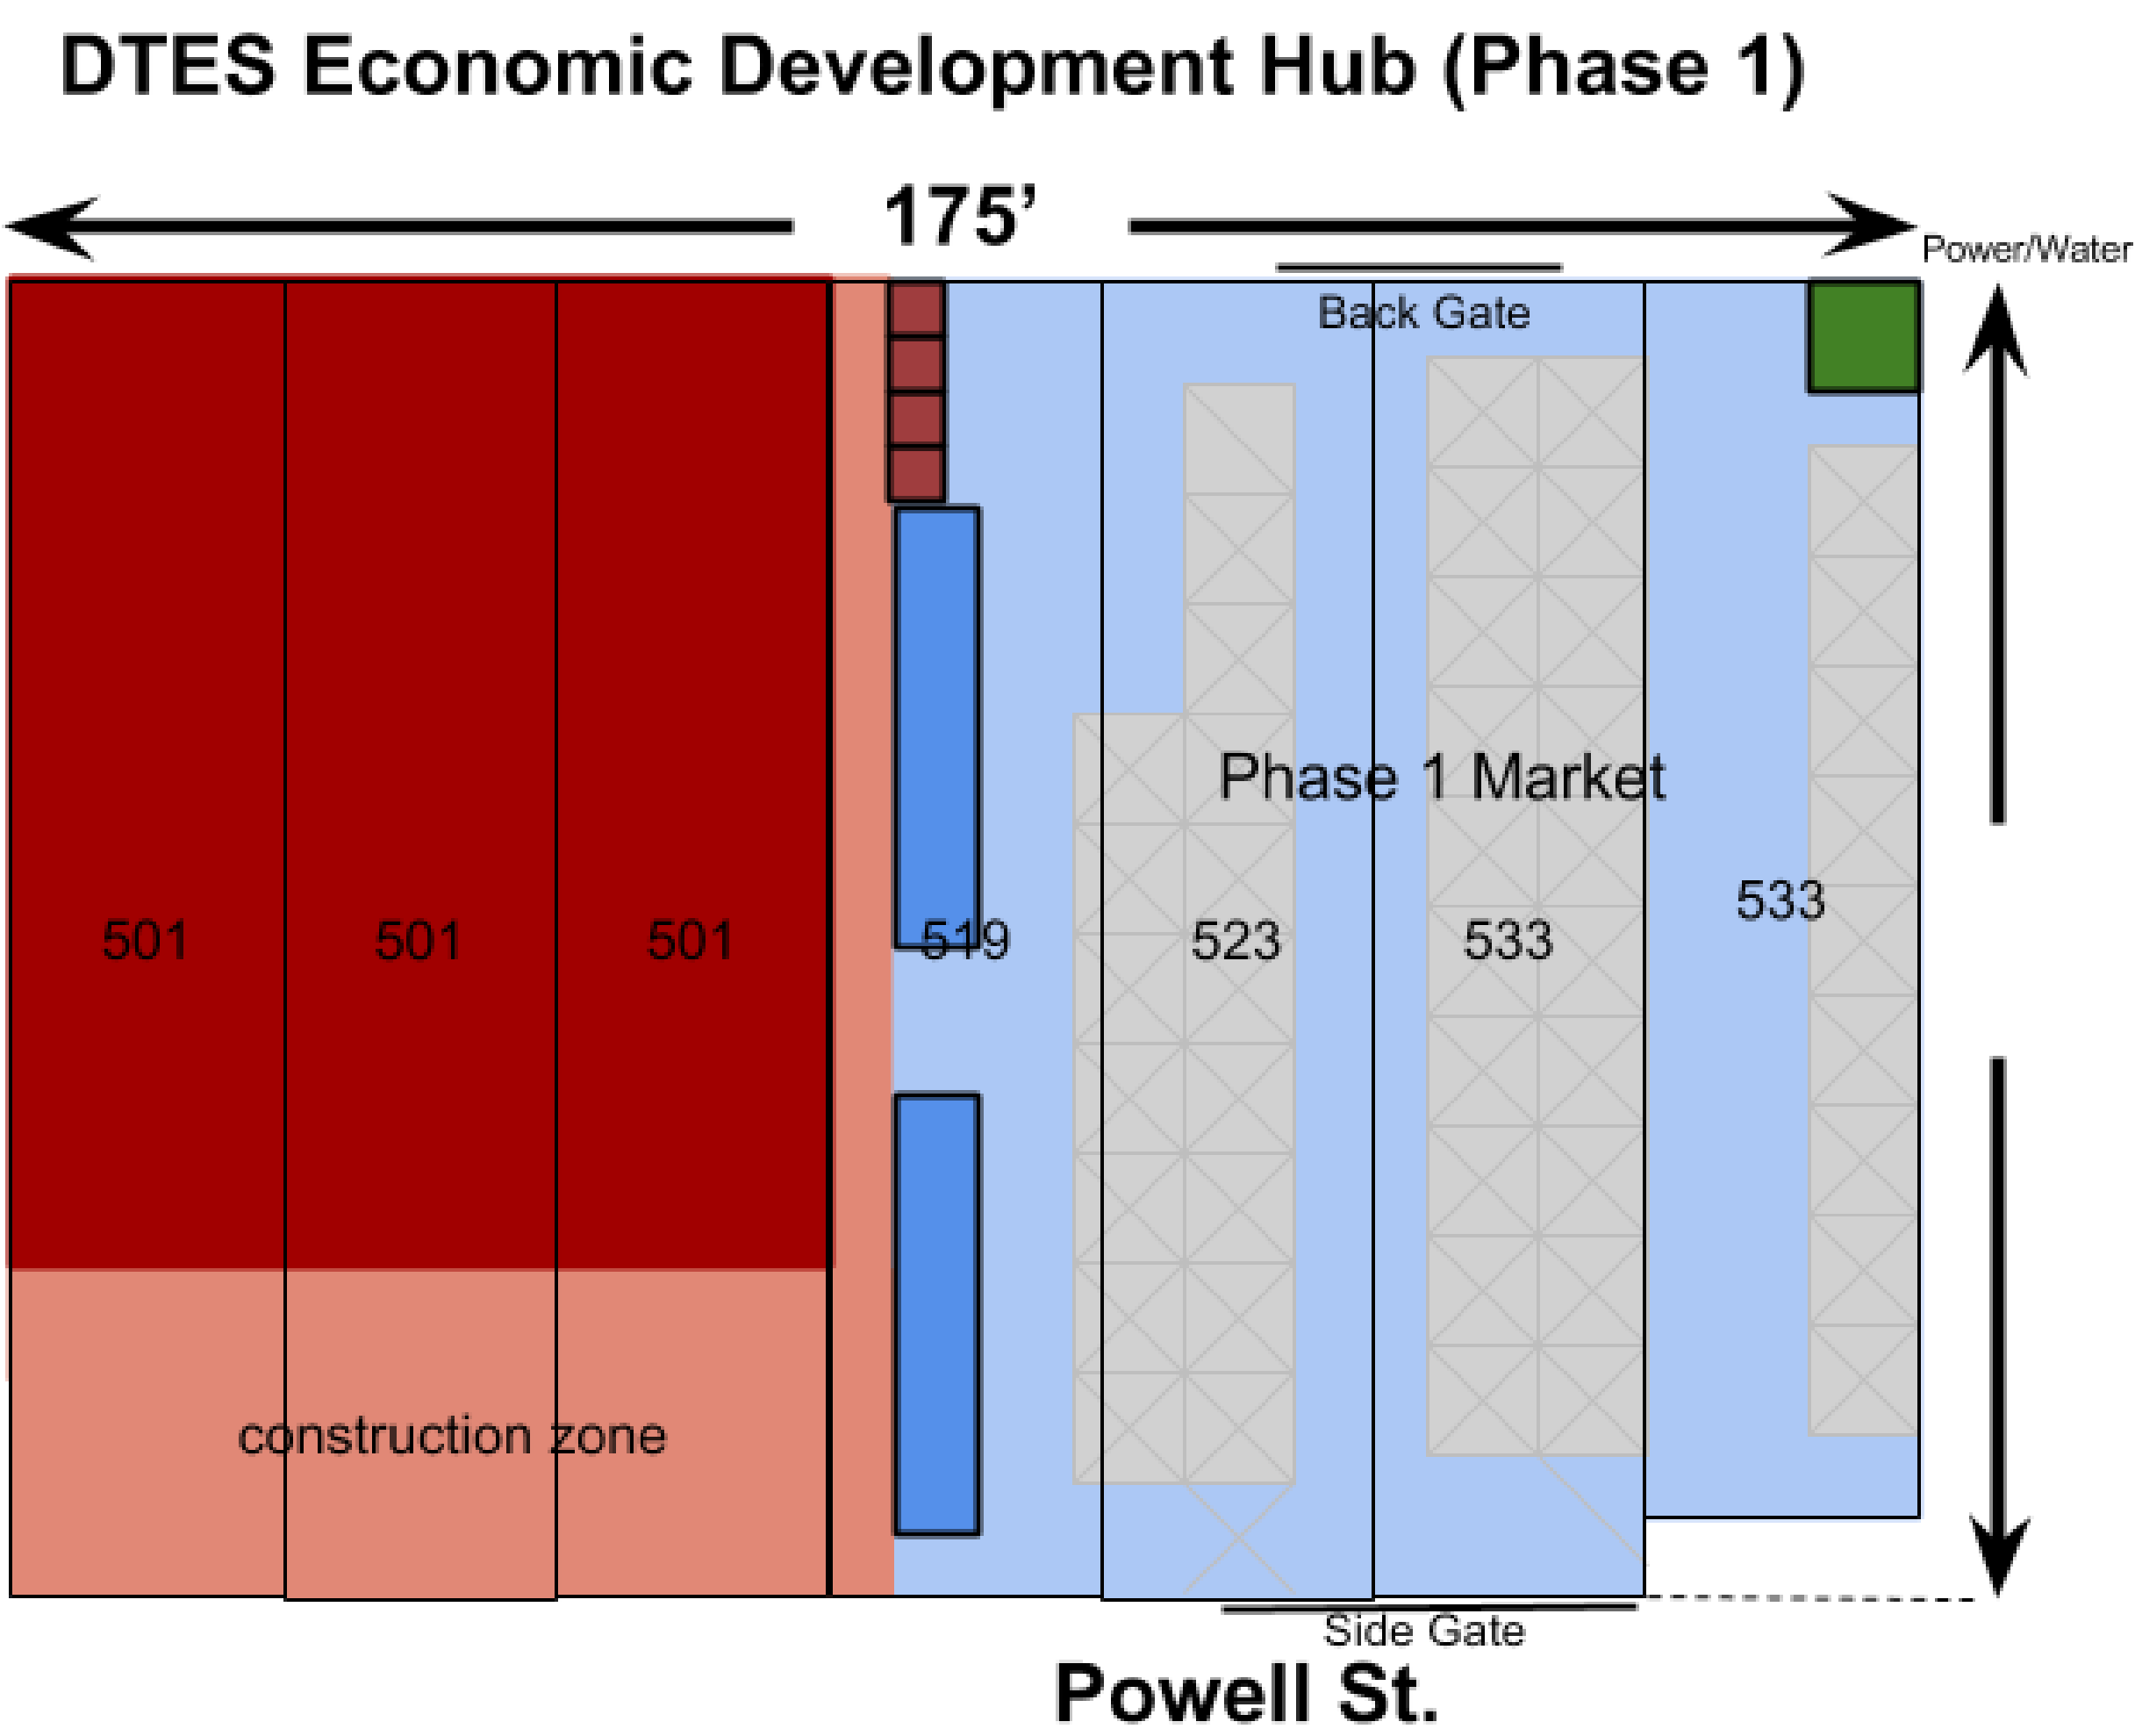 DTES Economic Development Hub (Phase 1)
175’
Power/Water
Back Gate
Phase 1 Market
501
501
501
519
523
533
533
construction zone
Side Gate
Powell St.